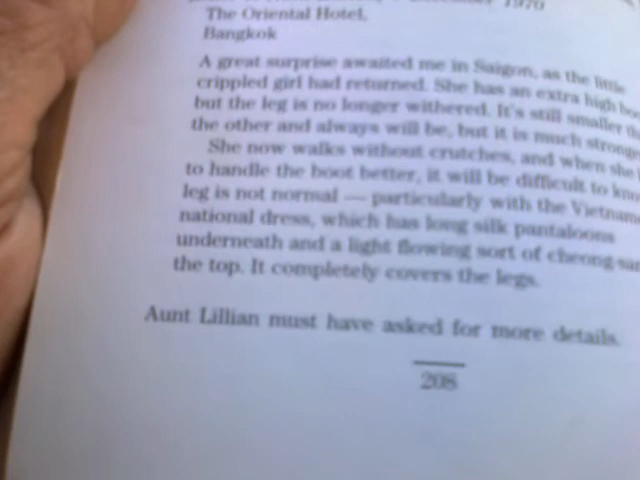 1970
The Oriental Hotel,
Bangkok
A great surprise awaited me in Saigon, as the little
crippled girl had returned. She has an extra high
but the leg is no longer withered. It's still smaller
the other and always will be, but it is much
She now walks without crutches, and when she
to handle the boot better, it will be difficult to
leg is not normal — particularly with the
national dress, which has long silk pantaloons
underneath and a light flowing sort of
the top. It completely covers the legs.
Aunt Lillian must have asked for more details.
208